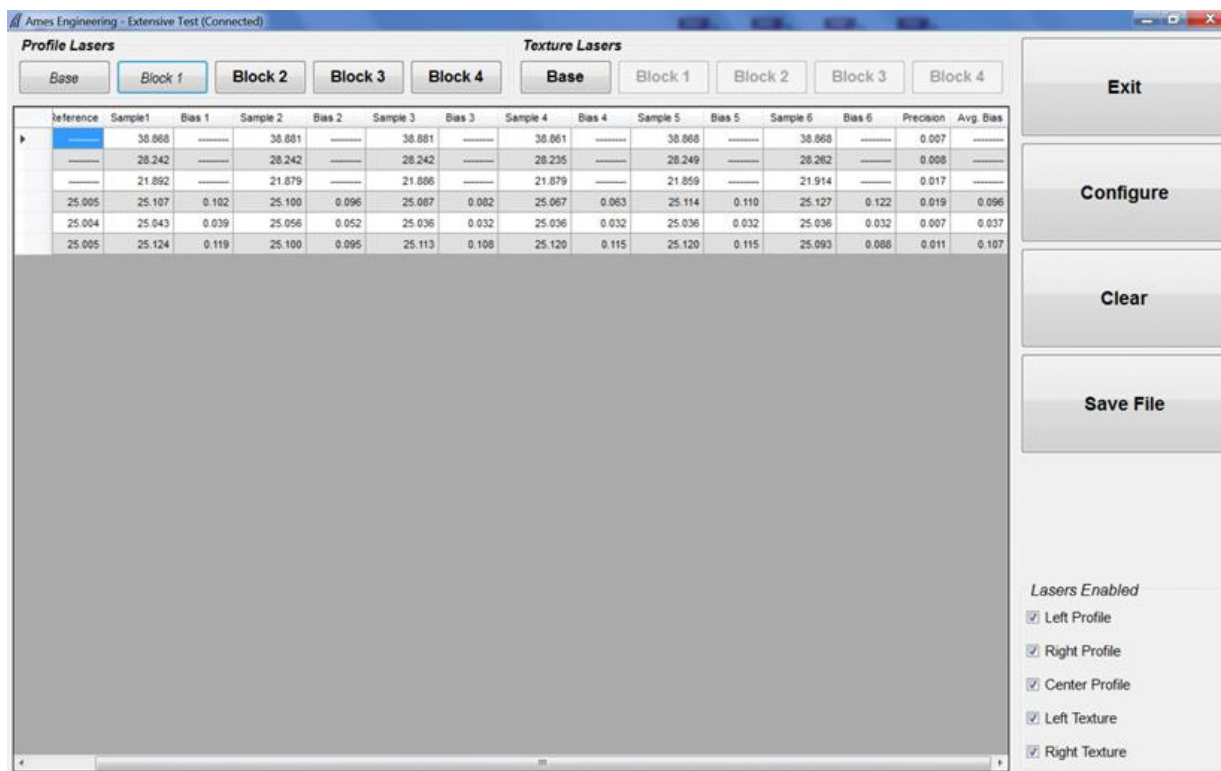 Ames Engineering - Extensive Test (Connected)
Profile Lasers Texture Lasers
Base Block 1 Block 2 Block 3 Block 4 Base Block 1 Block 2 Block 3 Block 4
Reference Sample1 Bias 1 Sample 2 Bias 2 Sample 3 Bias 3 Sample 4 Bias 4 Sample 5 Bias 5 Sample 6 Bias 6 Precision Avg. Bias
-------- 38.868 -------- 38.881 -------- 38.881 -------- 38.861 -------- 38.868 -------- 38.868 -------- 0.007 --------
-------- 28.242 -------- 28.242 -------- 28.242 -------- 28.235 -------- 28.249 -------- 28.262 -------- 0.008 --------
-------- 21.892 -------- 21.879 -------- 21.886 -------- 21.879 -------- 21.859 -------- 21.914 -------- 0.017 --------
25.005 25.107 0.102 25.100 0.096 25.087 0.082 25.067 0.063 25.114 0.110 25.127 0.122 0.019 0.096
25.004 25.043 0.039 25.056 0.052 25.036 0.032 25.036 0.032 25.036 0.032 25.036 0.032 0.007 0.037
25.005 25.124 0.119 25.100 0.095 25.113 0.108 25.120 0.115 25.120 0.115 25.093 0.088 0.011 0.107
Exit
Configure
Clear
Save File
Lasers Enabled
Left Profile
Right Profile
Center Profile
Left Texture
Right Texture